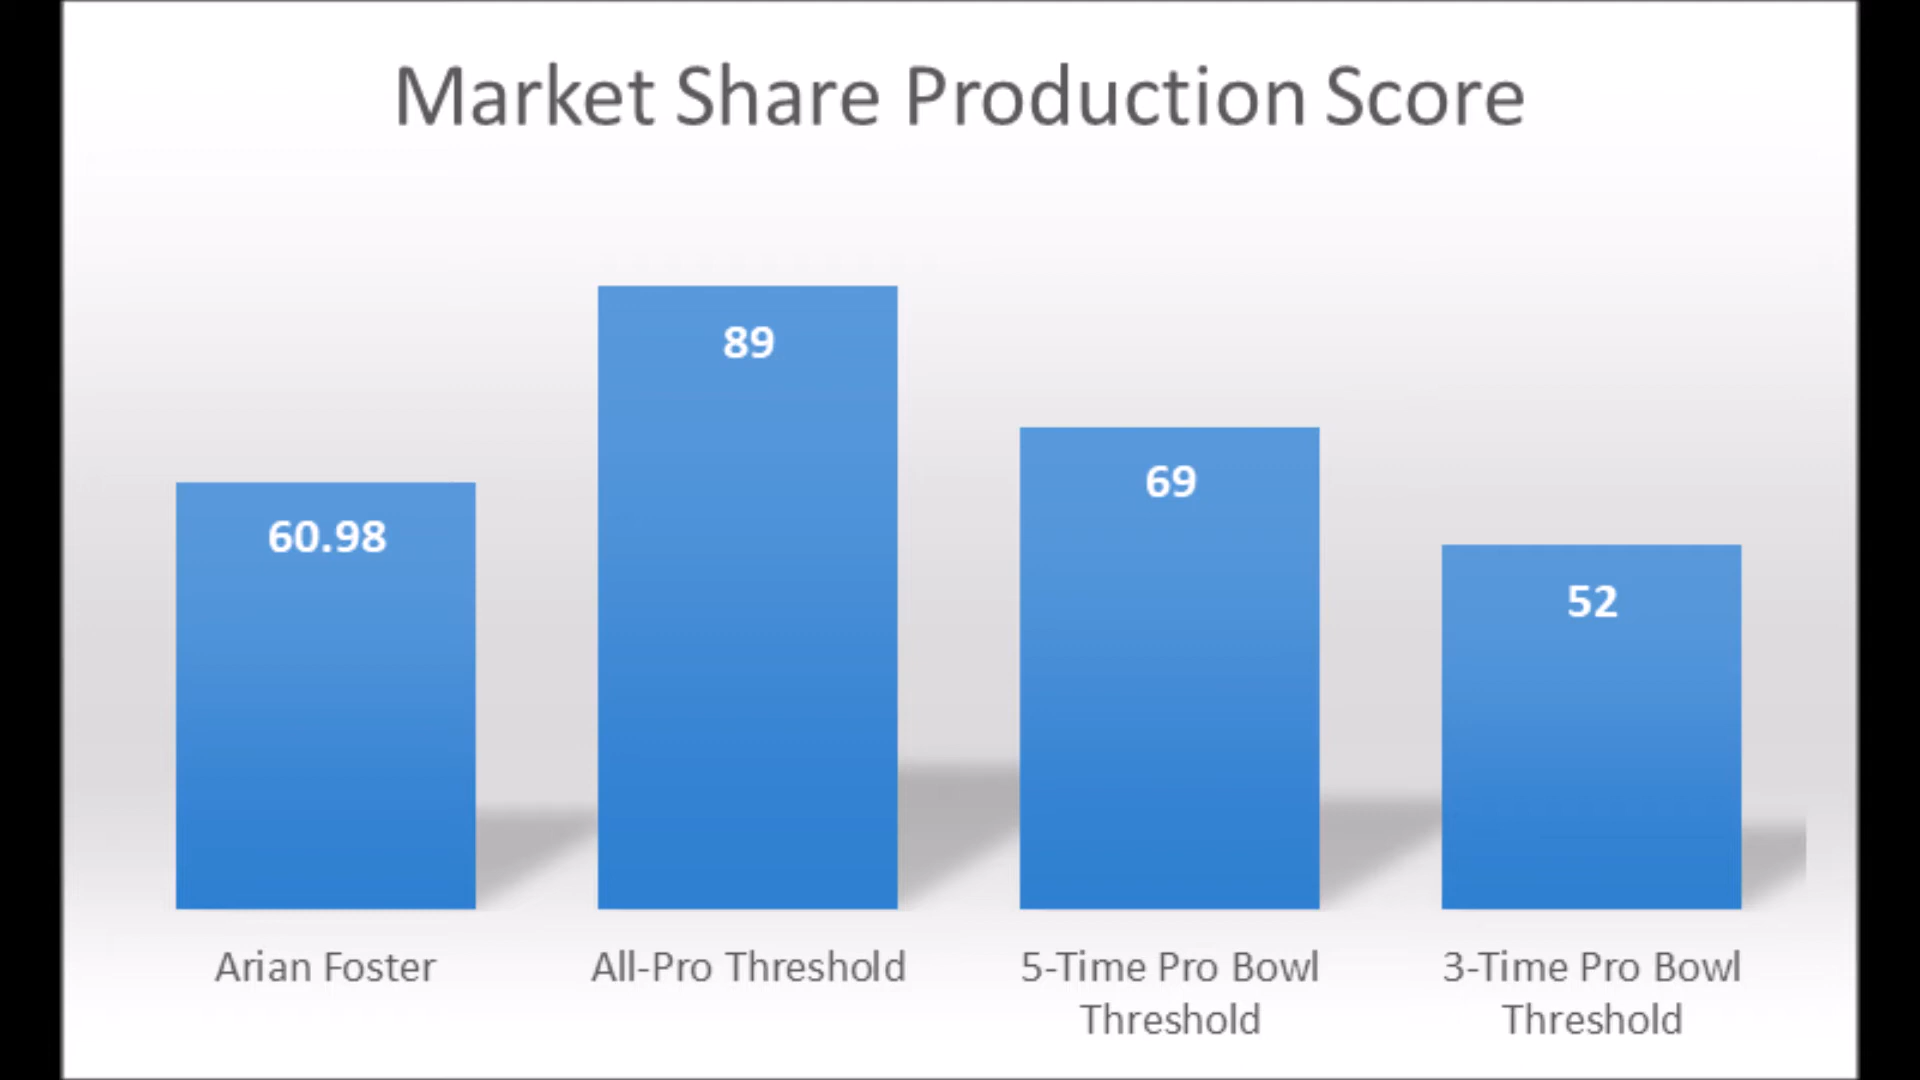 Market Share Production Score
89
69
60.98
52
Arian Foster
All-Pro Threshold
5-Time Pro Bowl
Threshold
3-Time Pro Bowl
Threshold